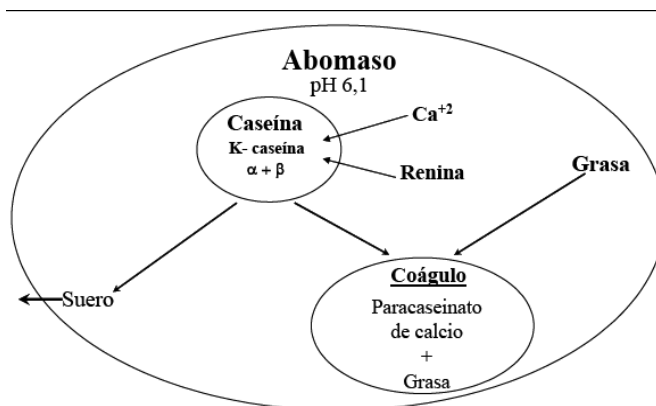 Abomaso
pH 6,1
Caseína
K- caseína
α + β
Ca+2
Renina
Grasa
Suero
Coágulo
Paracaseinato
de calcio
+
Grasa